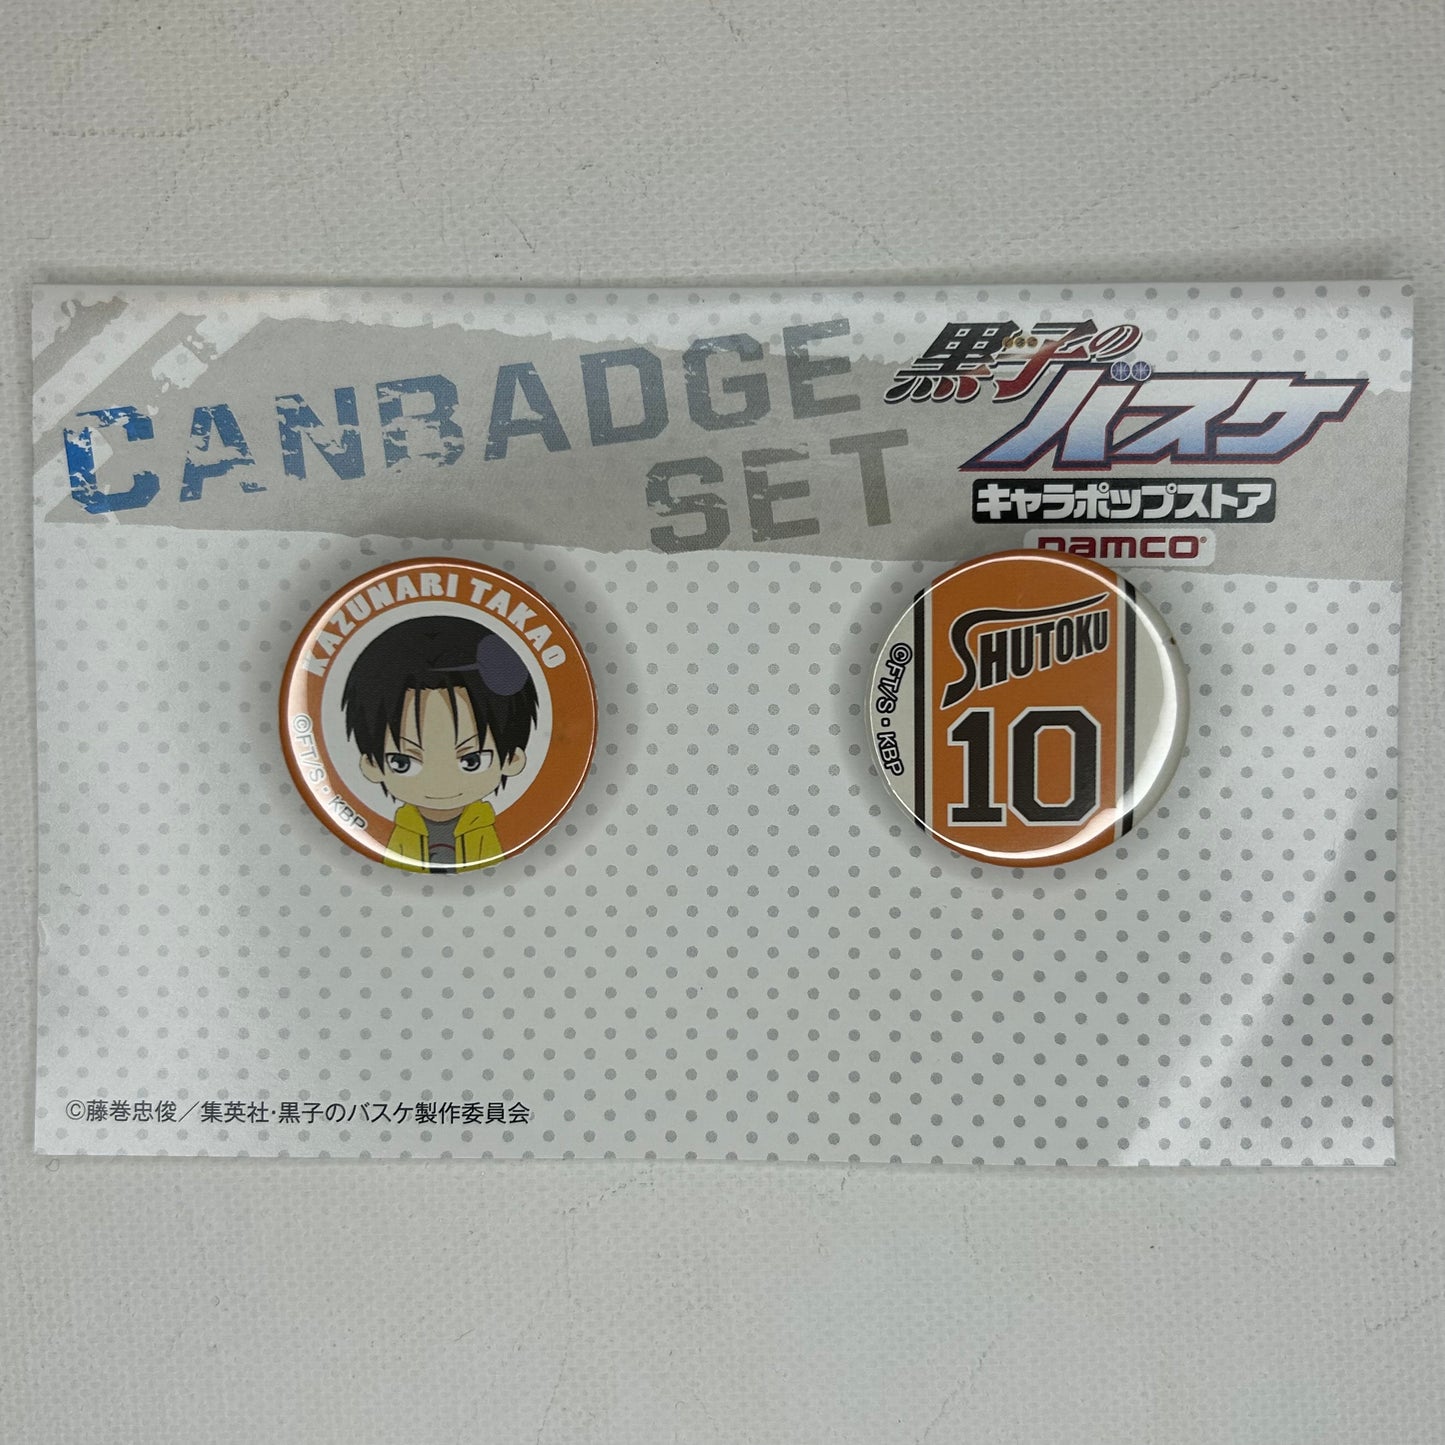 CANBADGE
SET
黒子の
バスケ
キャラポップストア
namco
KAZUNARI TAKAO
©FT/S・KBP
SHUTOKU
10
©FT/S・KBP
©藤巻忠俊／集英社・黒子のバスケ製作委員会